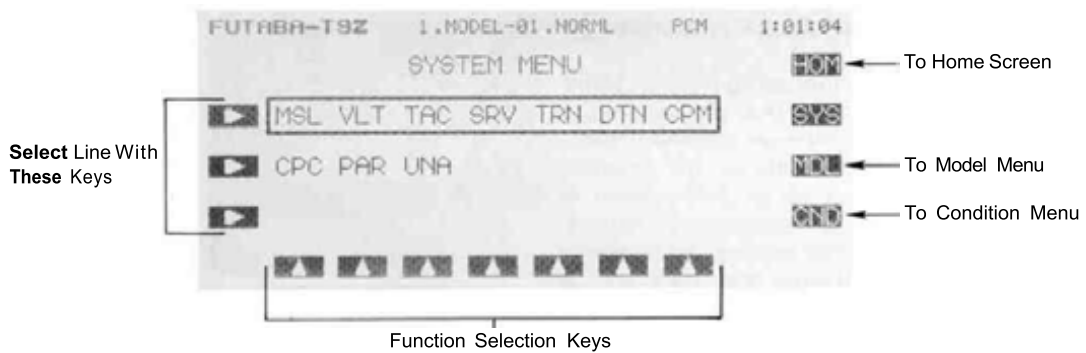 FUTABA-T9Z 1.MODEL-01.NORML PCM 1:01:04
SYSTEM MENU HOM To Home Screen
MSL VLT TAC SRV TRN DTN CPM SYS
Select Line With
These Keys
CPC PAR UNA MDL To Model Menu
CND To Condition Menu
Function Selection Keys